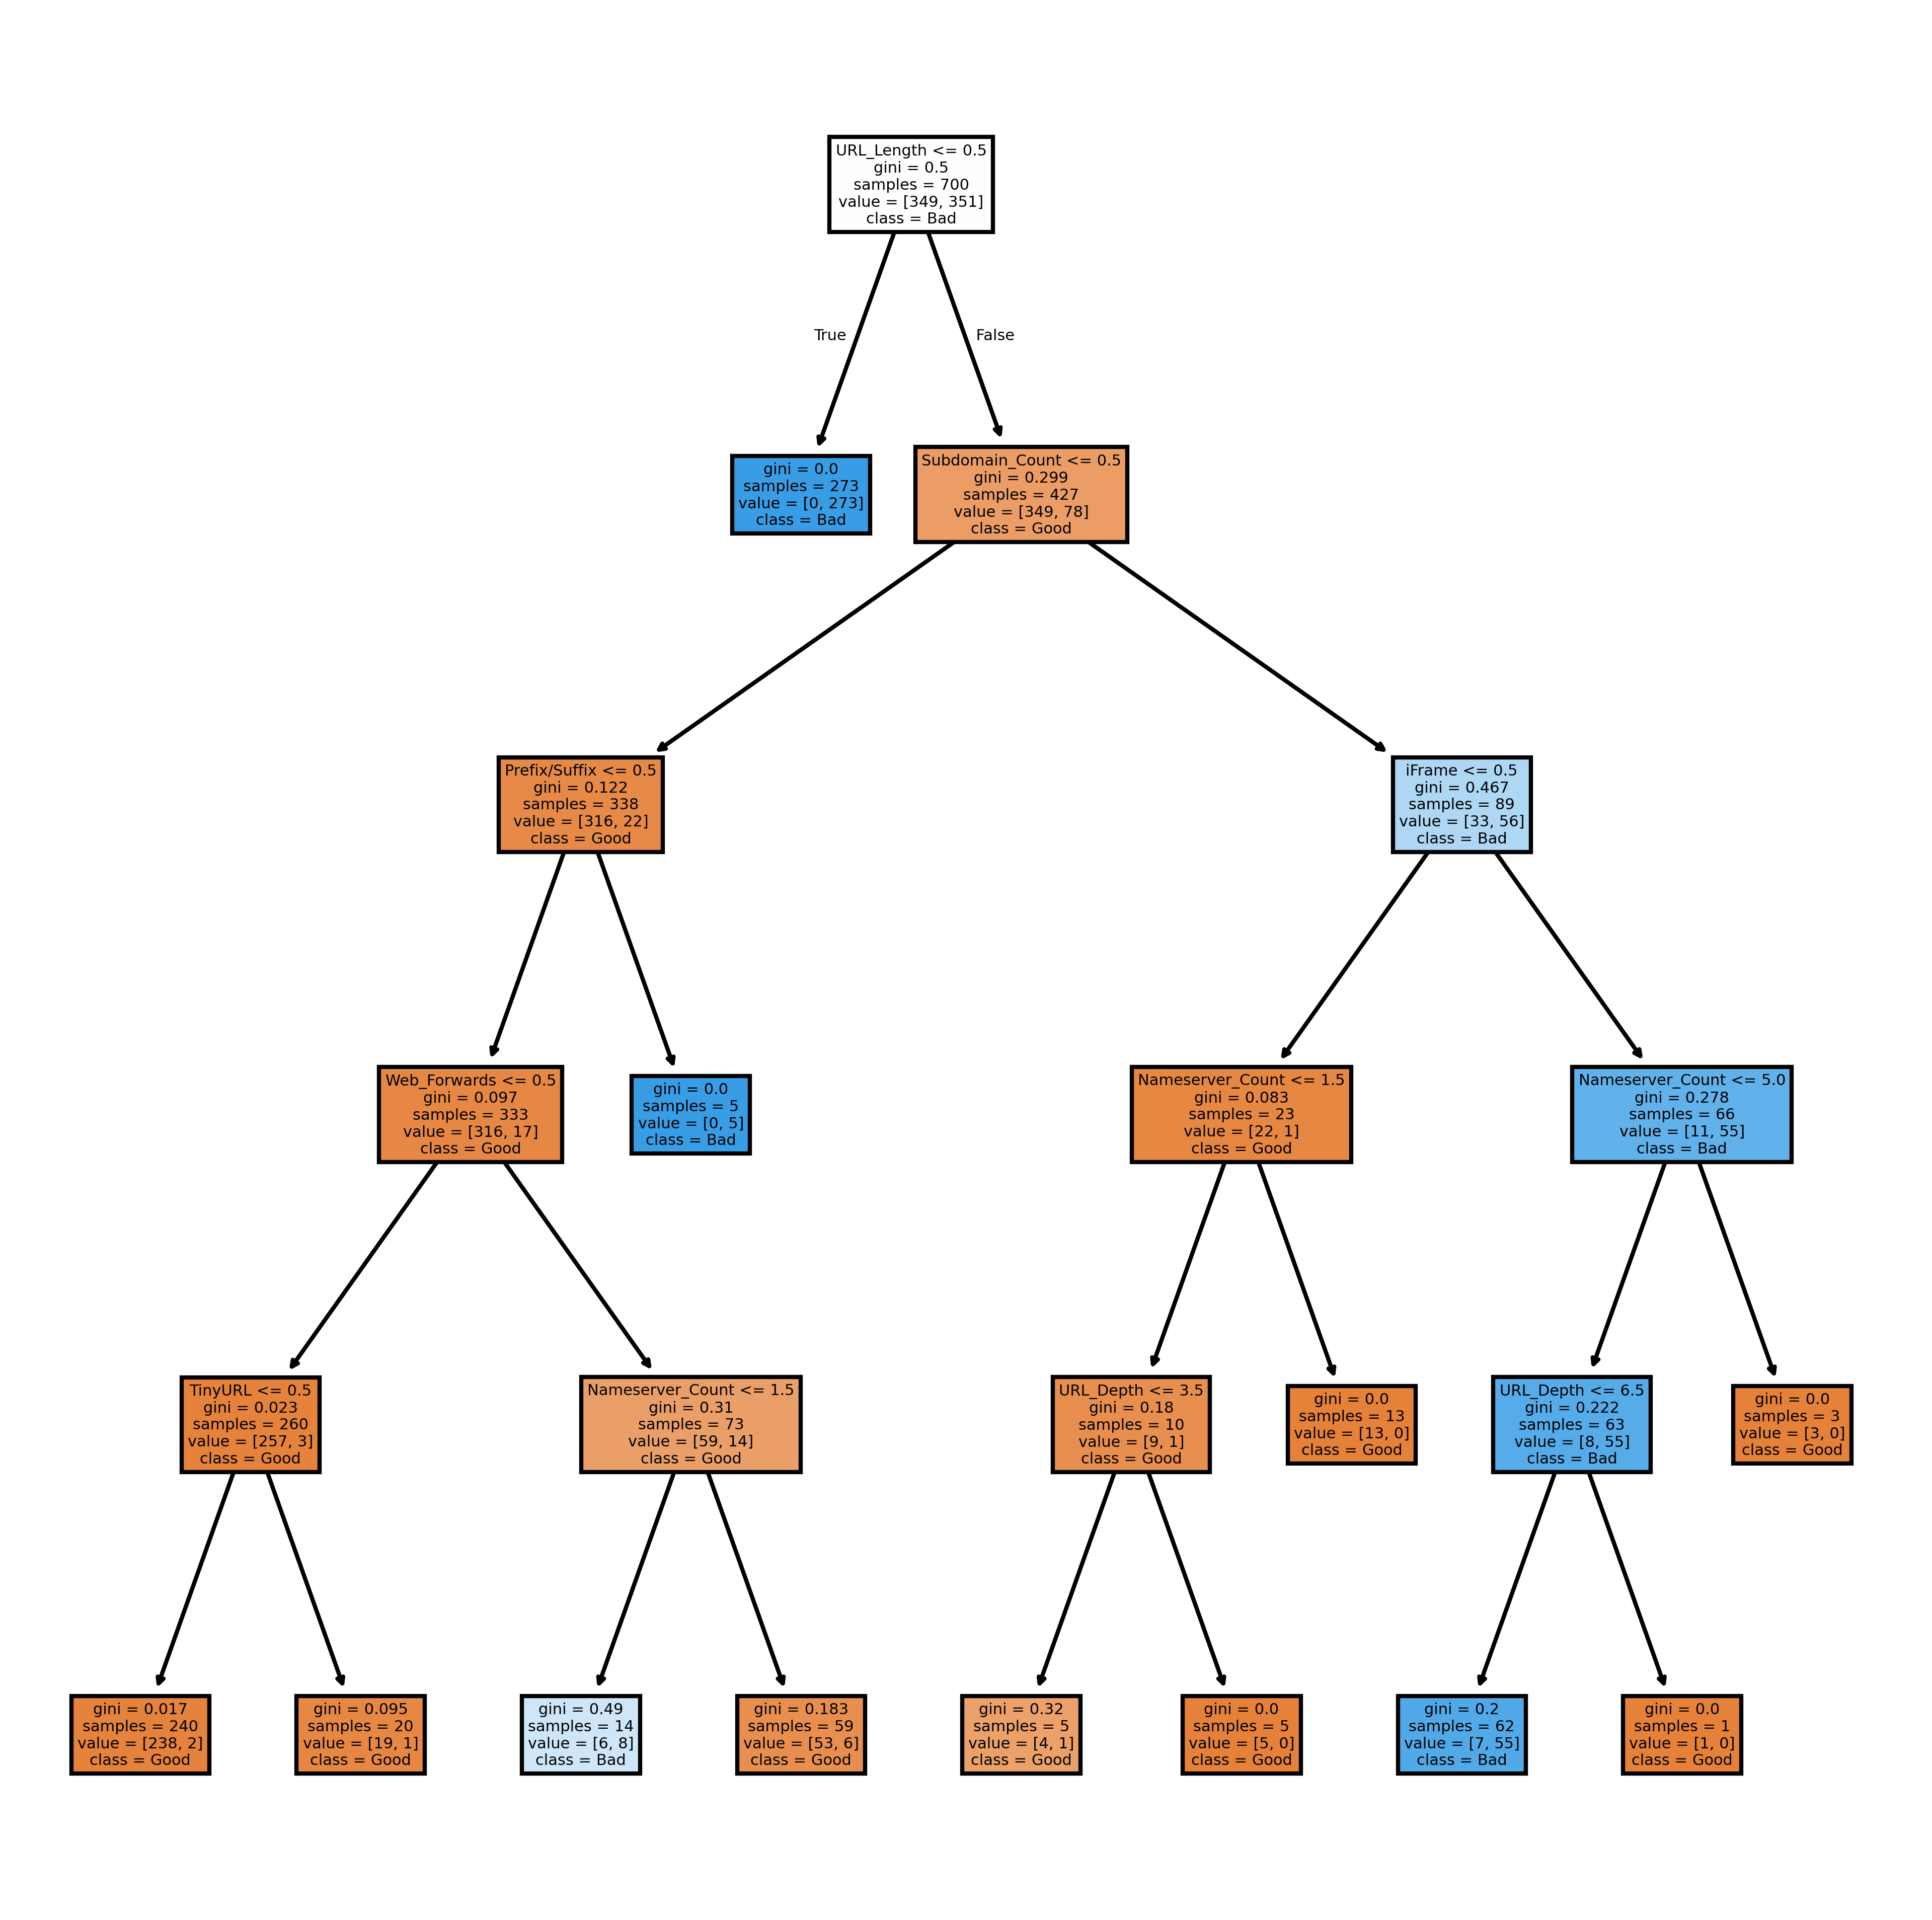 URL_Length <= 0.5
gini = 0.5
samples = 700
value = [349, 351]
class = Bad
True
False
gini = 0.0
samples = 273
value = [0, 273]
class = Bad
Subdomain_Count <= 0.5
gini = 0.299
samples = 427
value = [349, 78]
class = Good
Prefix/Suffix <= 0.5
gini = 0.122
samples = 338
value = [316, 22]
class = Good
iFrame <= 0.5
gini = 0.467
samples = 89
value = [33, 56]
class = Bad
Web_Forwards <= 0.5
gini = 0.097
samples = 333
value = [316, 17]
class = Good
gini = 0.0
samples = 5
value = [0, 5]
class = Bad
Nameserver_Count <= 1.5
gini = 0.083
samples = 23
value = [22, 1]
class = Good
Nameserver_Count <= 5.0
gini = 0.278
samples = 66
value = [11, 55]
class = Bad
TinyURL <= 0.5
gini = 0.023
samples = 260
value = [257, 3]
class = Good
Nameserver_Count <= 1.5
gini = 0.31
samples = 73
value = [59, 14]
class = Good
URL_Depth <= 3.5
gini = 0.18
samples = 10
value = [9, 1]
class = Good
gini = 0.0
samples = 13
value = [13, 0]
class = Good
URL_Depth <= 6.5
gini = 0.222
samples = 63
value = [8, 55]
class = Bad
gini = 0.0
samples = 3
value = [3, 0]
class = Good
gini = 0.017
samples = 240
value = [238, 2]
class = Good
gini = 0.095
samples = 20
value = [19, 1]
class = Good
gini = 0.49
samples = 14
value = [6, 8]
class = Bad
gini = 0.183
samples = 59
value = [53, 6]
class = Good
gini = 0.32
samples = 5
value = [4, 1]
class = Good
gini = 0.0
samples = 5
value = [5, 0]
class = Good
gini = 0.2
samples = 62
value = [7, 55]
class = Bad
gini = 0.0
samples = 1
value = [1, 0]
class = Good